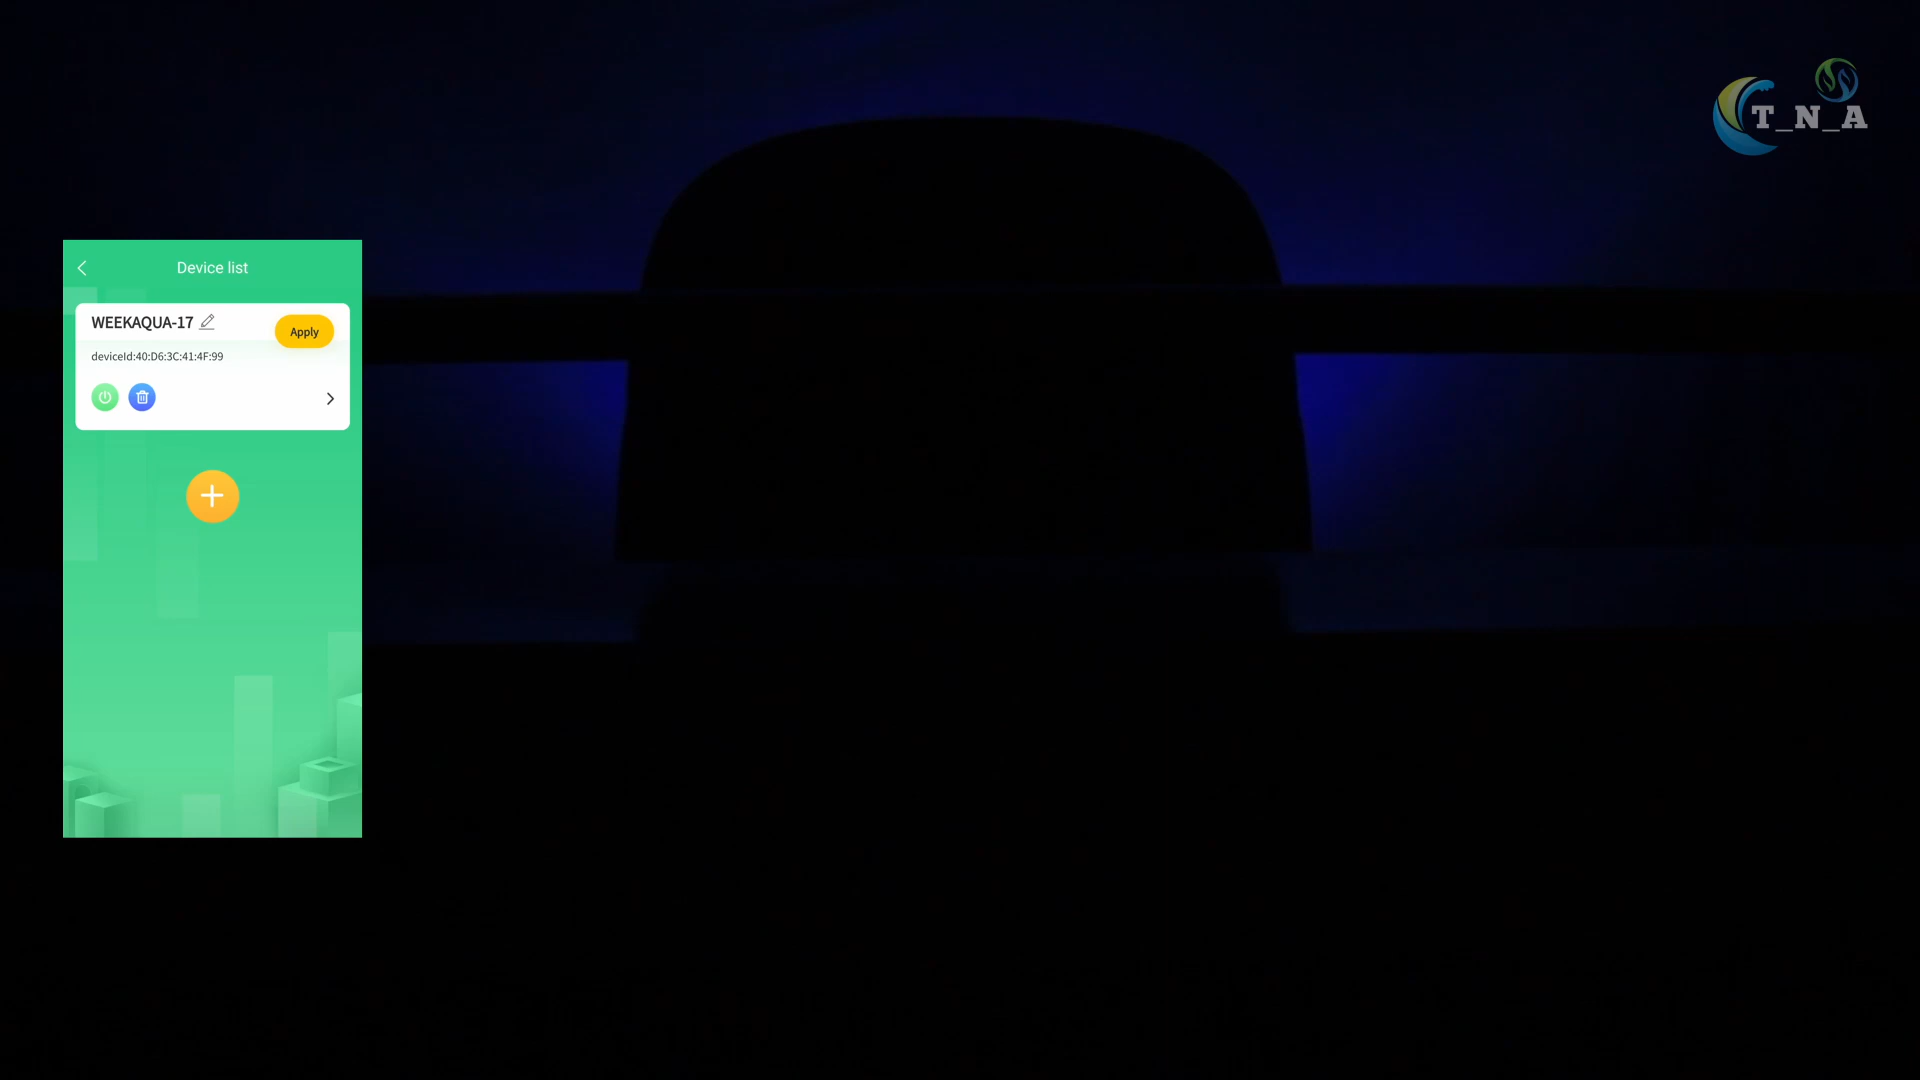 T_N_A
Device list
WEEKAQUA-17
Apply
deviceId:40:D6:3C:41:4F:99